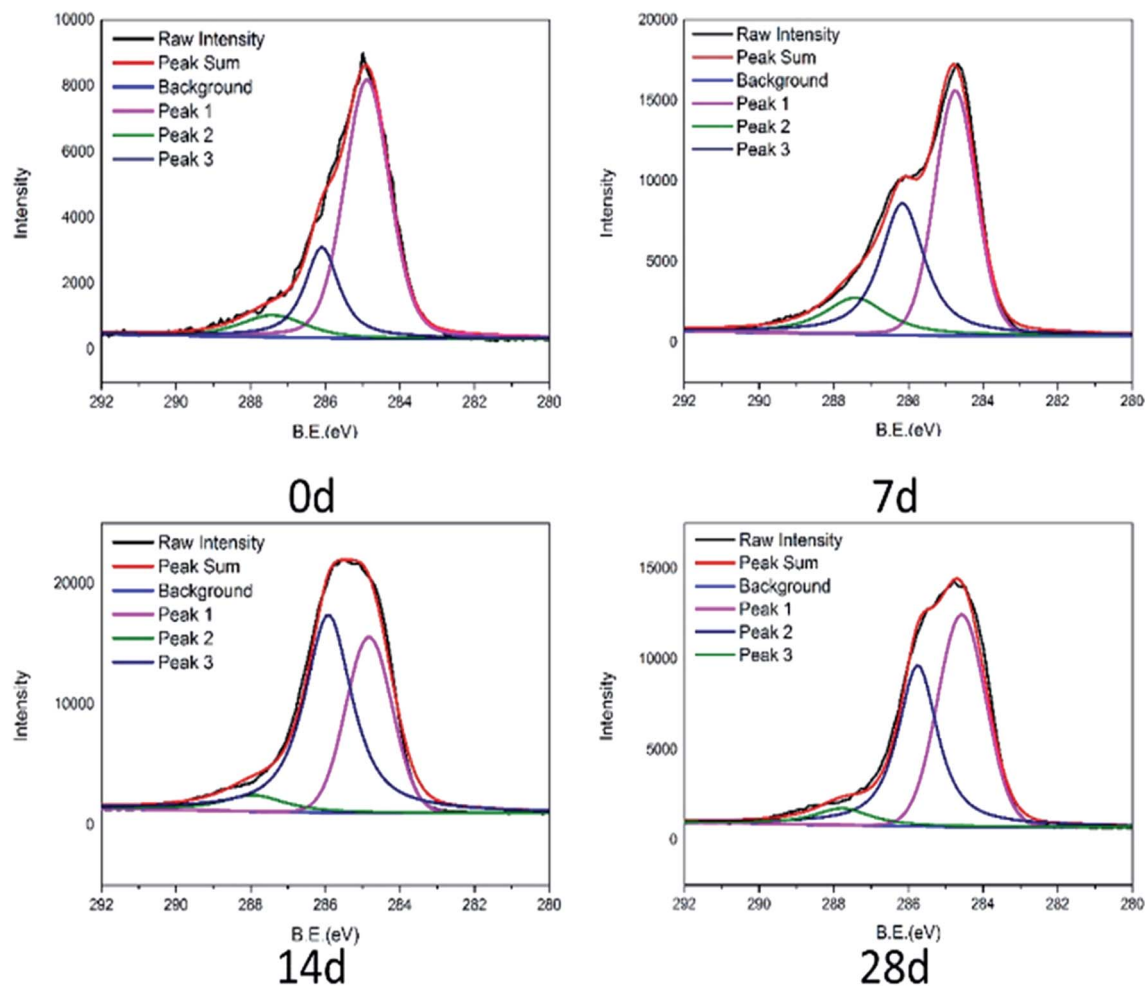 10000
8000
6000
4000
2000
0
Intensity
Raw Intensity
Peak Sum
Background
Peak 1
Peak 2
Peak 3
292 290 288 286 284 282 280
B.E.(eV)
0d
20000
15000
10000
5000
0
Intensity
Raw Intensity
Peak Sum
Background
Peak 1
Peak 2
Peak 3
292 290 288 286 284 282 280
B.E.(eV)
7d
20000
10000
0
Intensity
Raw Intensity
Peak Sum
Background
Peak 1
Peak 2
Peak 3
292 290 288 286 284 282 280
B.E.(eV)
14d
15000
10000
5000
0
Intensity
Raw Intensity
Peak Sum
Background
Peak 1
Peak 2
Peak 3
292 290 288 286 284 282 280
B.E.(eV)
28d